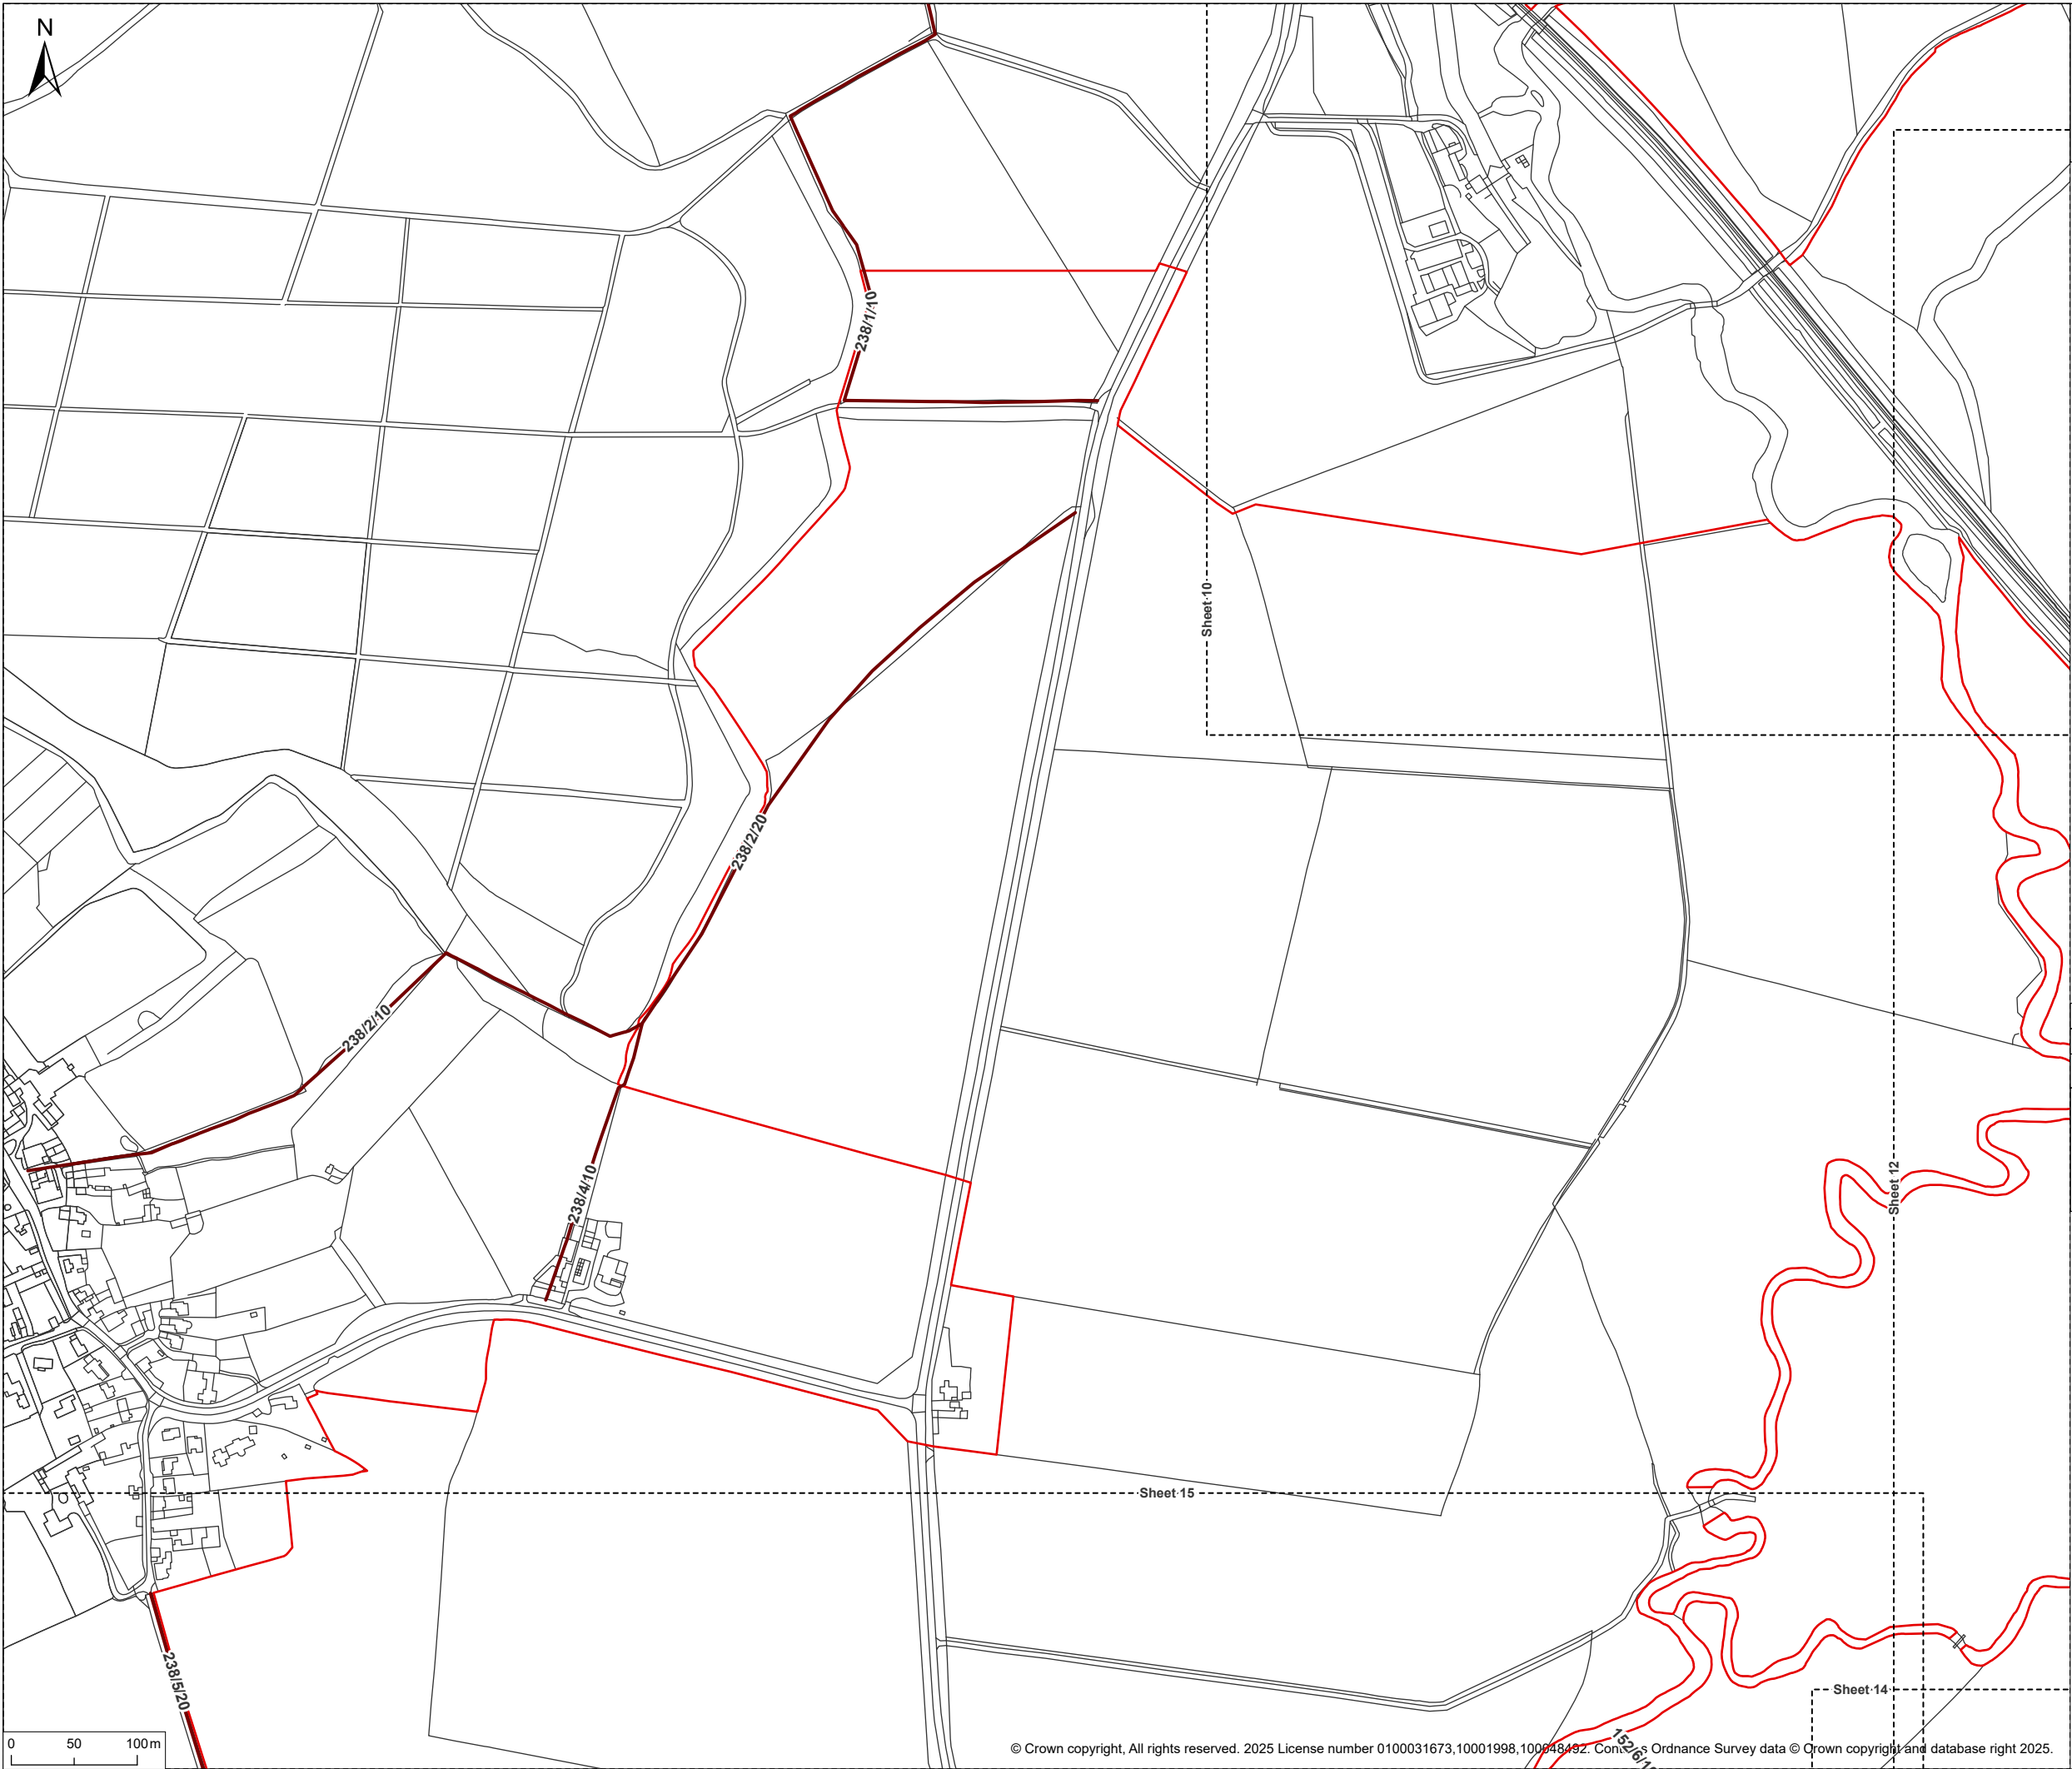 N
238/1/10
Sheet 10
238/2/20
238/2/10
Sheet 12
238/4/10
Sheet 15
238/5/20
Sheet 14
0 50 100m
© Crown copyright, All rights reserved. 2025 License number 0100031673,10001998,100048492. Contains Ordnance Survey data © Crown copyright and database right 2025.